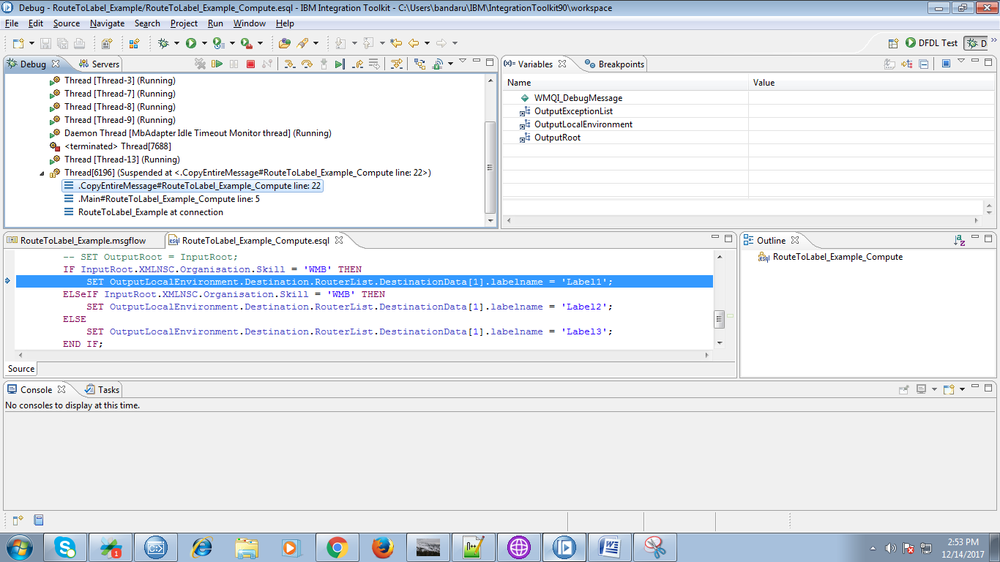 Debug - RouteToLabel_Example/RouteToLabel_Example_Compute.esql - IBM Integration Toolkit - C:\Users\bandaru\IBM\IntegrationToolkit90\workspace
File Edit Source Navigate Search Project Run Window Help
DFDL Test D
Debug Servers
Thread [Thread-3] (Running)
Thread [Thread-7] (Running)
Thread [Thread-8] (Running)
Thread [Thread-9] (Running)
Daemon Thread [MbAdapter Idle Timeout Monitor thread] (Running)
<terminated> Thread[7688]
Thread [Thread-13] (Running)
Thread[6196] (Suspended at <.CopyEntireMessage#RouteToLabel_Example_Compute line: 22>)
.CopyEntireMessage#RouteToLabel_Example_Compute line: 22
.Main#RouteToLabel_Example_Compute line: 5
RouteToLabel_Example at connection
(x)= Variables Breakpoints
Name Value
WMQI_DebugMessage
OutputExceptionList
OutputLocalEnvironment
OutputRoot
RouteToLabel_Example.msgflow esql RouteToLabel_Example_Compute.esql
-- SET OutputRoot = InputRoot;
IF InputRoot.XMLNSC.Organisation.Skill = 'WMB' THEN
SET OutputLocalEnvironment.Destination.RouterList.DestinationData[1].labelname = 'Label1';
ELSeIF InputRoot.XMLNSC.Organisation.Skill = 'WMB' THEN
SET OutputLocalEnvironment.Destination.RouterList.DestinationData[1].labelname = 'Label2';
ELSE
SET OutputLocalEnvironment.Destination.RouterList.DestinationData[1].labelname = 'Label3';
END IF;
Source
Outline
esql RouteToLabel_Example_Compute
Console Tasks
No consoles to display at this time.
2:53 PM
12/14/2017